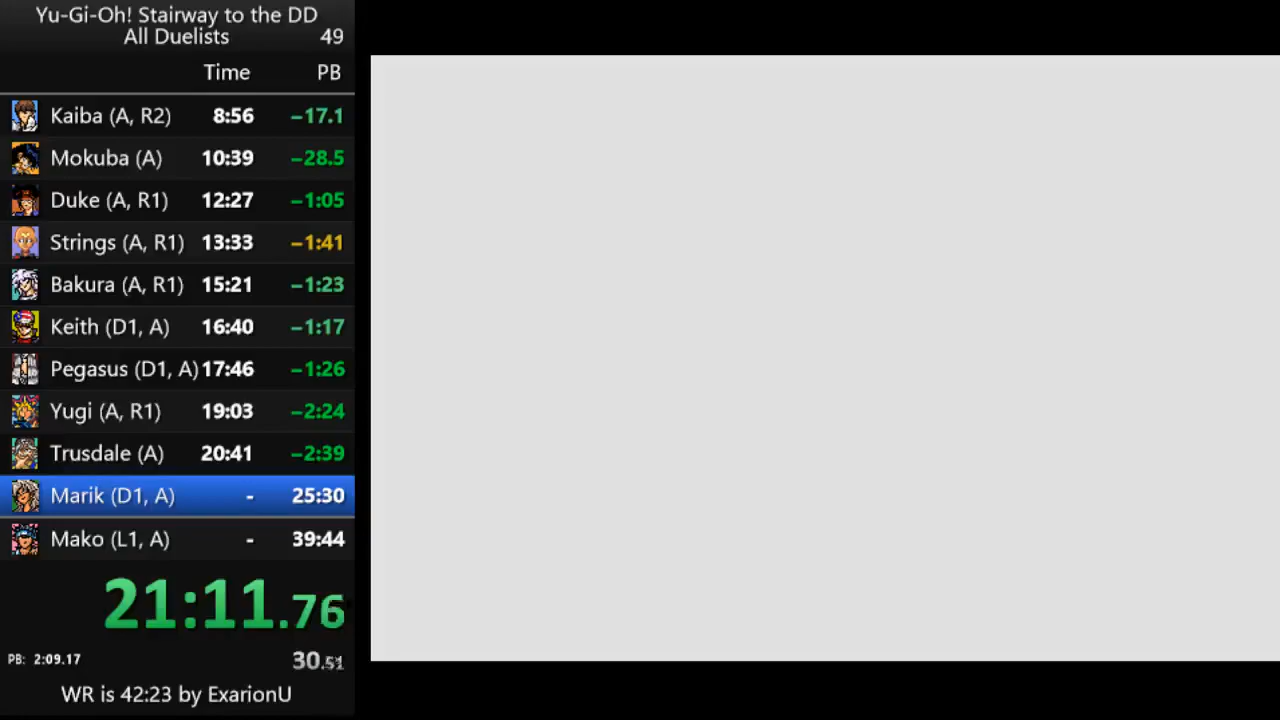 Yu-Gi-Oh! Stairway to the DD
All Duelists 49
Time PB
Kaiba (A, R2) 8:56 −17.1
Mokuba (A) 10:39 −28.5
Duke (A, R1) 12:27 −1:05
Strings (A, R1) 13:33 −1:41
Bakura (A, R1) 15:21 −1:23
Keith (D1, A) 16:40 −1:17
Pegasus (D1, A) 17:46 −1:26
Yugi (A, R1) 19:03 −2:24
Trusdale (A) 20:41 −2:39
Marik (D1, A) - 25:30
Mako (L1, A) - 39:44
21:11.76
PB: 2:09.17 30.51
WR is 42:23 by ExarionU